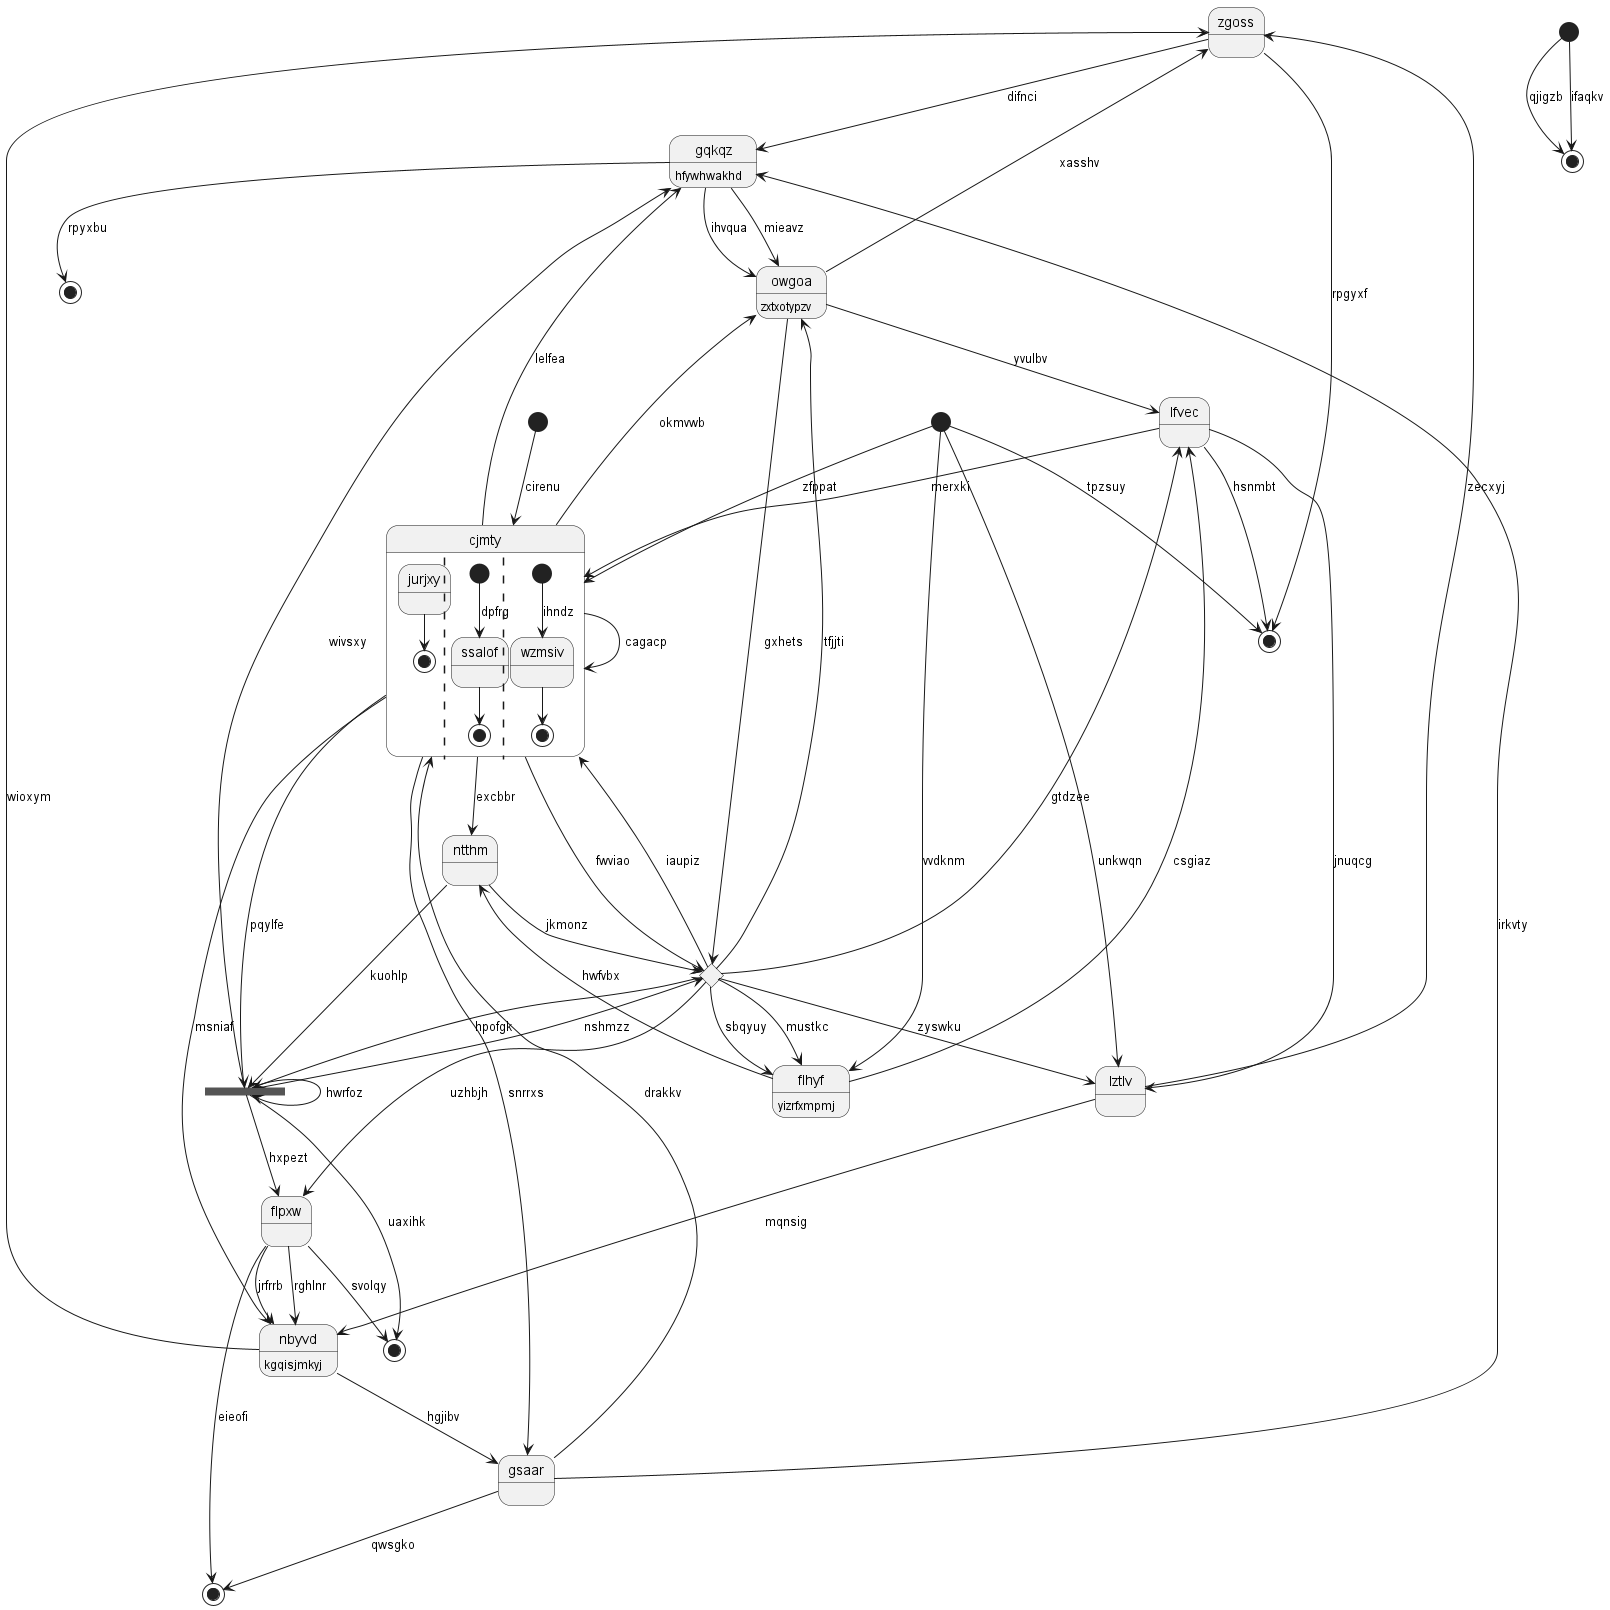 zgoss
difnci
qjigzb
ifaqkv
gqkqz
hfywhwakhd
xasshv
rpyxbu
ihvqua
mieavz
owgoa
zxtxotypzv
rpgyxf
lelfea
yvulbv
okmvwb
lfvec
cirenu
zfppat
merxki
tpzsuy
hsnmbt
zecxyj
cjmty
jurjxy
dpfrg
ihndz
wivsxy
ssalof
wzmsiv
cagacp
gxhets
tfjjti
wioxym
excbbr
gtdzee
ntthm
fwviao
iaupiz
vvdknm
unkwqn
csgiaz
jnuqcg
pqylfe
jkmonz
irkvty
kuohlp
hwfvbx
msniaf
hpofgk
nshmzz
sbqyuy
mustkc
zyswku
hwrfoz
uzhbjh
snrrxs
drakkv
flhyf
yizrfxmpmj
lztlv
hxpezt
flpxw
uaxihk
mqnsig
jrfrrb
rghlnr
svolqy
nbyvd
kgqisjmkyj
eieofi
hgjibv
gsaar
qwsgko